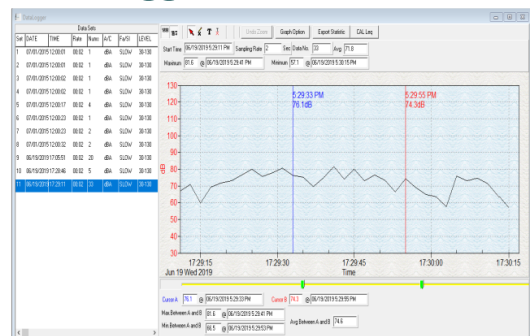 DataLogger
Data Sets
Set DATE TIME Rate Nums A/C Fa/Sl LEVEL
1 07/01/2015 12:00:01 00:02 1 dBA SLOW 30-130
2 07/01/2015 12:00:01 00:02 1 dBA SLOW 30-130
3 07/01/2015 12:00:02 00:02 1 dBA SLOW 30-130
4 07/01/2015 12:00:02 00:02 1 dBA SLOW 30-130
5 07/01/2015 12:00:17 00:02 4 dBA SLOW 30-130
6 07/01/2015 12:00:23 00:02 1 dBA SLOW 30-130
7 07/01/2015 12:00:23 00:02 2 dBA SLOW 30-130
8 07/01/2015 12:00:32 00:02 2 dBA SLOW 30-130
9 06/19/2019 17:05:51 00:02 20 dBA SLOW 30-130
10 06/19/2019 17:28:46 00:02 5 dBA SLOW 30-130
11 06/19/2019 17:29:11 00:02 33 dBA SLOW 30-130
Undo Zoom Graph Option Export Statistic CAL Leq
Start Time 06/19/2019 5:29:11 PM Sampling Rate 2 Sec Data No. 33 Avg 71.8
Maximum 81.6 @ 06/19/2019 5:29:41 PM Minimum 57.1 @ 06/19/2019 5:30:15 PM
130
120
110
100
90
80
70
60
50
40
30
dB
5:29:33 PM
76.1dB
5:29:55 PM
74.3dB
17:29:15 17:29:30 17:29:45 17:30:00 17:30:15
Jun 19 Wed 2019 Time
Cursor A 76.1 @ 06/19/2019 5:29:33 PM Cursor B 74.3 @ 06/19/2019 5:29:55 PM
Max Between A and B 81.6 @ 06/19/2019 5:29:41 PM
Avg Between A and B 74.6
Min Between A and B 66.5 @ 06/19/2019 5:29:53 PM